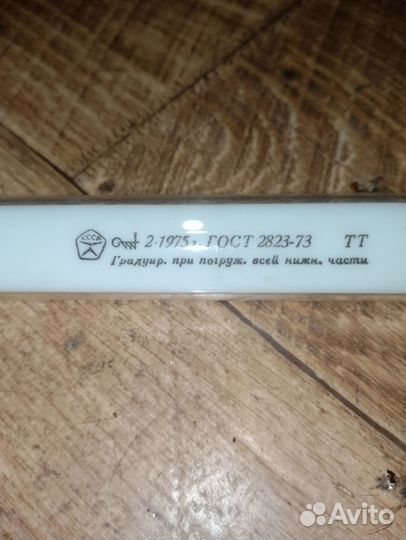 СССР 2-1975 г. ГОСТ 2823-73 ТТ
Градуир. при погруж. всей нижн. части
Avito